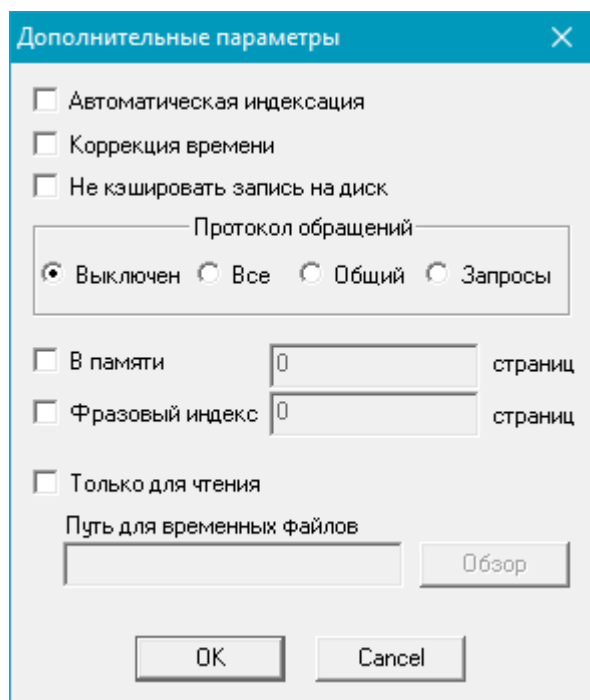 Дополнительные параметры
Автоматическая индексация
Коррекция времени
Не кэшировать запись на диск
Протокол обращений
Выключен Все Общий Запросы
В памяти 0 страниц
Фразовый индекс 0 страниц
Только для чтения
Путь для временных файлов
Обзор
OK Cancel